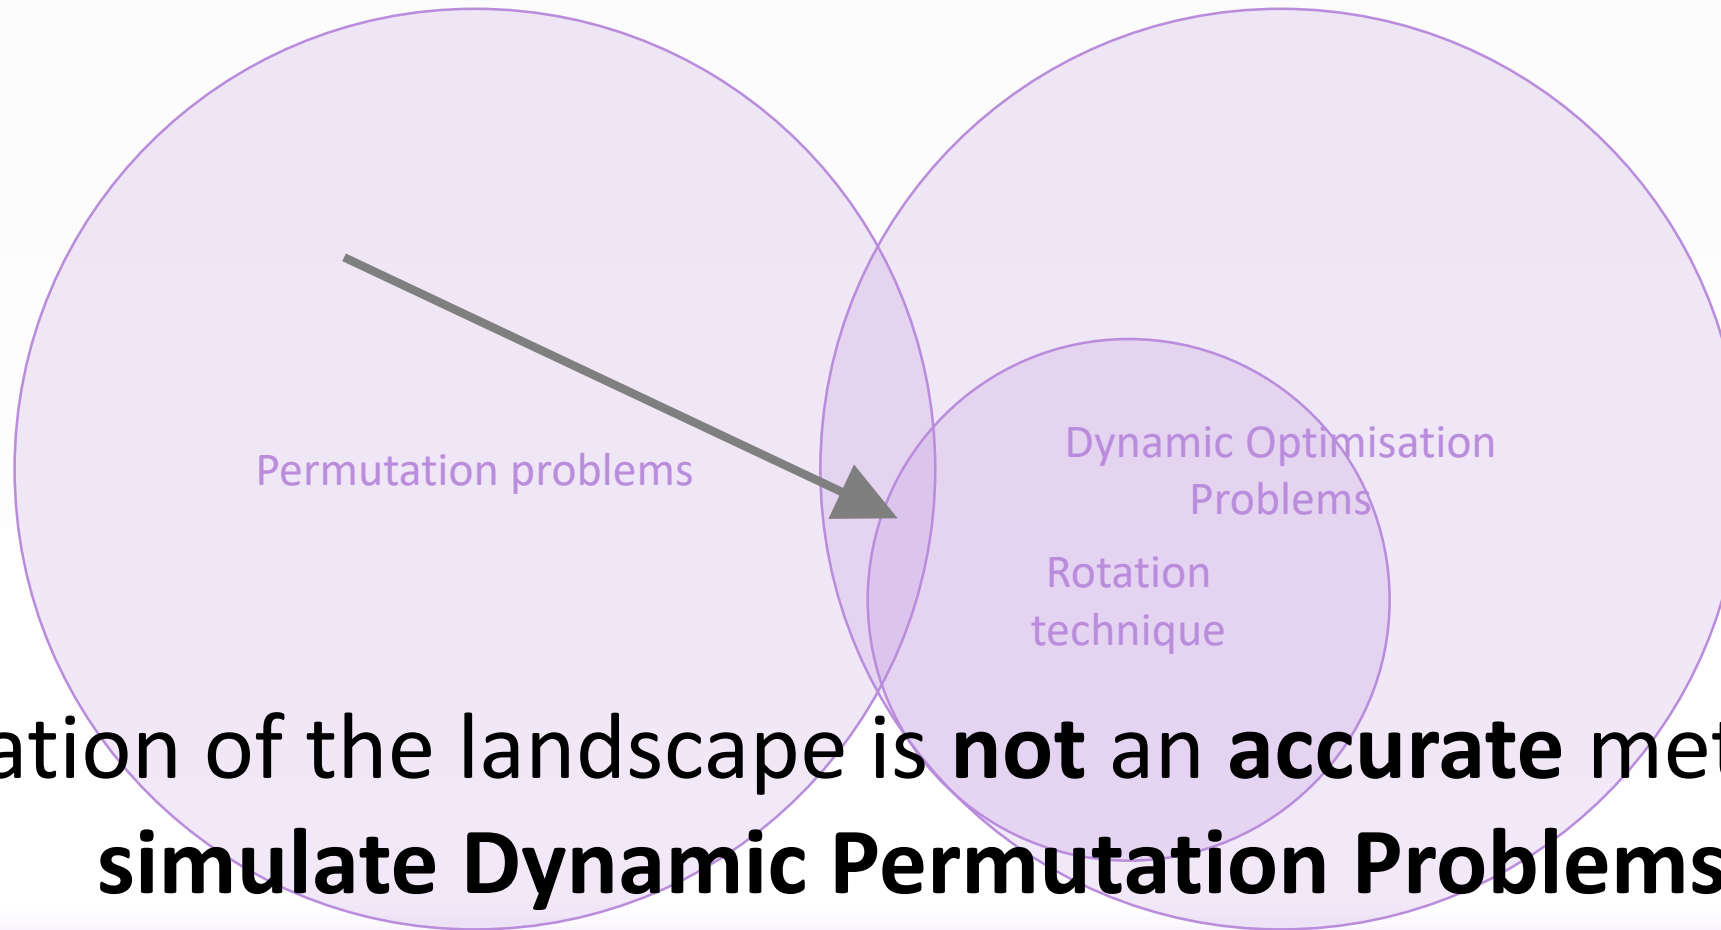 Permutation problems
Dynamic Optimisation
Problems
Rotation
technique
ation of the landscape is not an accurate met
simulate Dynamic Permutation Problems